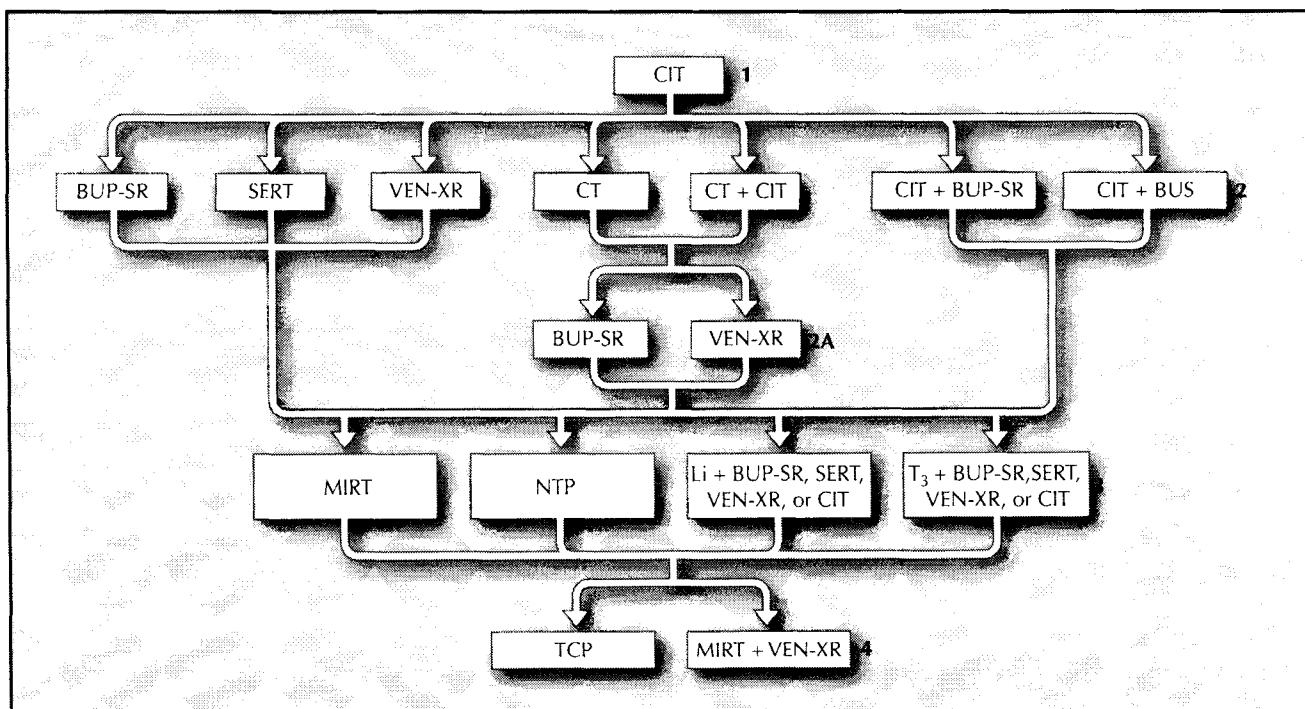 CIT 1
BUP-SR SERT VEN-XR CT CT + CIT CIT + BUP-SR CIT + BUS 2
BUP-SR VEN-XR 2A
MIRT NTP
Li + BUP-SR, SERT,
VEN-XR, or CIT
T3 + BUP-SR,SERT,
VEN-XR, or CIT
3
TCP MIRT + VEN-XR 4